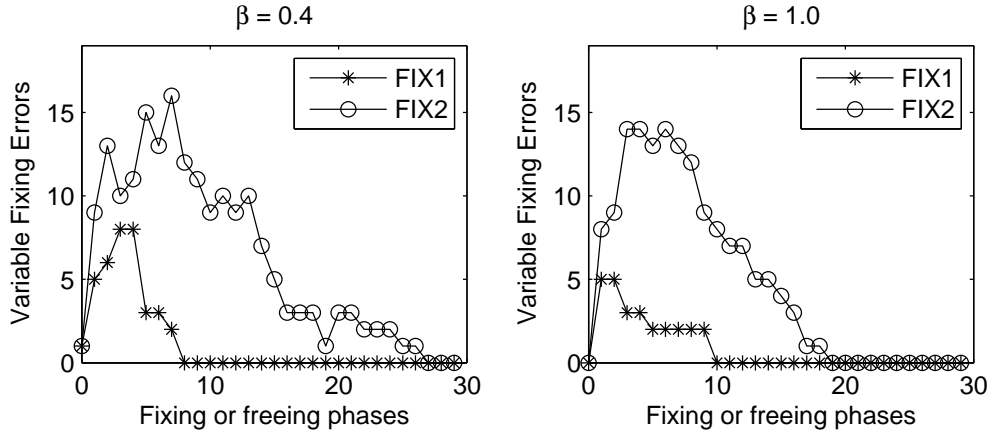 β = 0.4
Variable Fixing Errors
15
10
5
0
0 10 20 30
Fixing or freeing phases
FIX1
FIX2
β = 1.0
Variable Fixing Errors
15
10
5
0
0 10 20 30
Fixing or freeing phases
FIX1
FIX2